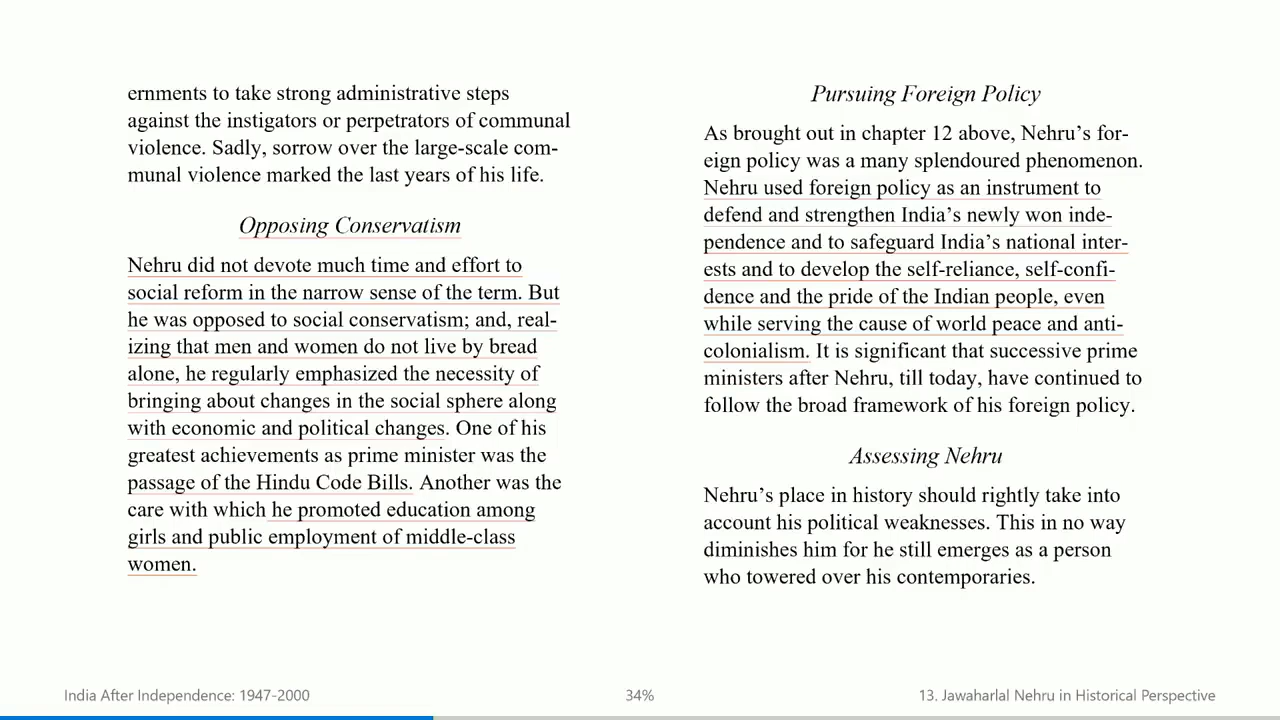 ernments to take strong administrative steps
against the instigators or perpetrators of communal
violence. Sadly, sorrow over the large-scale com-
munal violence marked the last years of his life.
Opposing Conservatism
Nehru did not devote much time and effort to
social reform in the narrow sense of the term. But
he was opposed to social conservatism; and, real-
izing that men and women do not live by bread
alone, he regularly emphasized the necessity of
bringing about changes in the social sphere along
with economic and political changes. One of his
greatest achievements as prime minister was the
passage of the Hindu Code Bills. Another was the
care with which he promoted education among
girls and public employment of middle-class
women.
Pursuing Foreign Policy
As brought out in chapter 12 above, Nehru’s for-
eign policy was a many splendoured phenomenon.
Nehru used foreign policy as an instrument to
defend and strengthen India’s newly won inde-
pendence and to safeguard India’s national inter-
ests and to develop the self-reliance, self-confi-
dence and the pride of the Indian people, even
while serving the cause of world peace and anti-
colonialism. It is significant that successive prime
ministers after Nehru, till today, have continued to
follow the broad framework of his foreign policy.
Assessing Nehru
Nehru’s place in history should rightly take into
account his political weaknesses. This in no way
diminishes him for he still emerges as a person
who towered over his contemporaries.
India After Independence: 1947-2000
34%
13. Jawaharlal Nehru in Historical Perspective